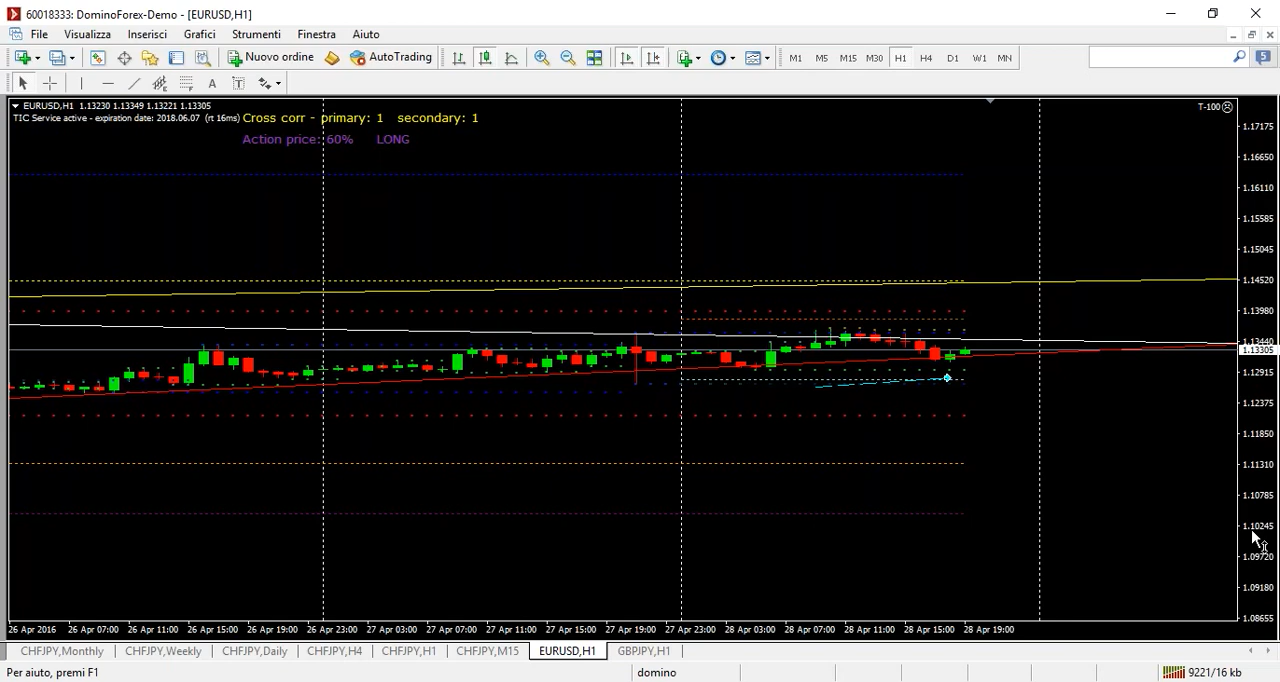 60018333: DominoForex-Demo - [EURUSD,H1]
File Visualizza Inserisci Grafici Strumenti Finestra Aiuto
Nuovo ordine AutoTrading M1 M5 M15 M30 H1 H4 D1 W1 MN 5
A T
EURUSD,H1 1.13230 1.13349 1.13221 1.13305
T-100
TIC Service active - expiration date: 2018.06.07 (rt 16ms)
Cross corr - primary: 1 secondary: 1
Action price: 60% LONG
1.17175
1.16650
1.16110
1.15585
1.15045
1.14520
1.13980
1.13440
1.13305
1.12915
1.12375
1.11850
1.11310
1.10785
1.10245
1.09720
1.09180
1.08655
26 Apr 2016 26 Apr 07:00 26 Apr 11:00 26 Apr 15:00 26 Apr 19:00 26 Apr 23:00 27 Apr 03:00 27 Apr 07:00 27 Apr 11:00 27 Apr 15:00 27 Apr 19:00 27 Apr 23:00 28 Apr 03:00 28 Apr 07:00 28 Apr 11:00 28 Apr 15:00 28 Apr 19:00
CHFJPY,Monthly CHFJPY,Weekly CHFJPY,Daily CHFJPY,H4 CHFJPY,H1 CHFJPY,M15 EURUSD,H1 GBPJPY,H1
Per aiuto, premi F1 domino 9221/16 kb